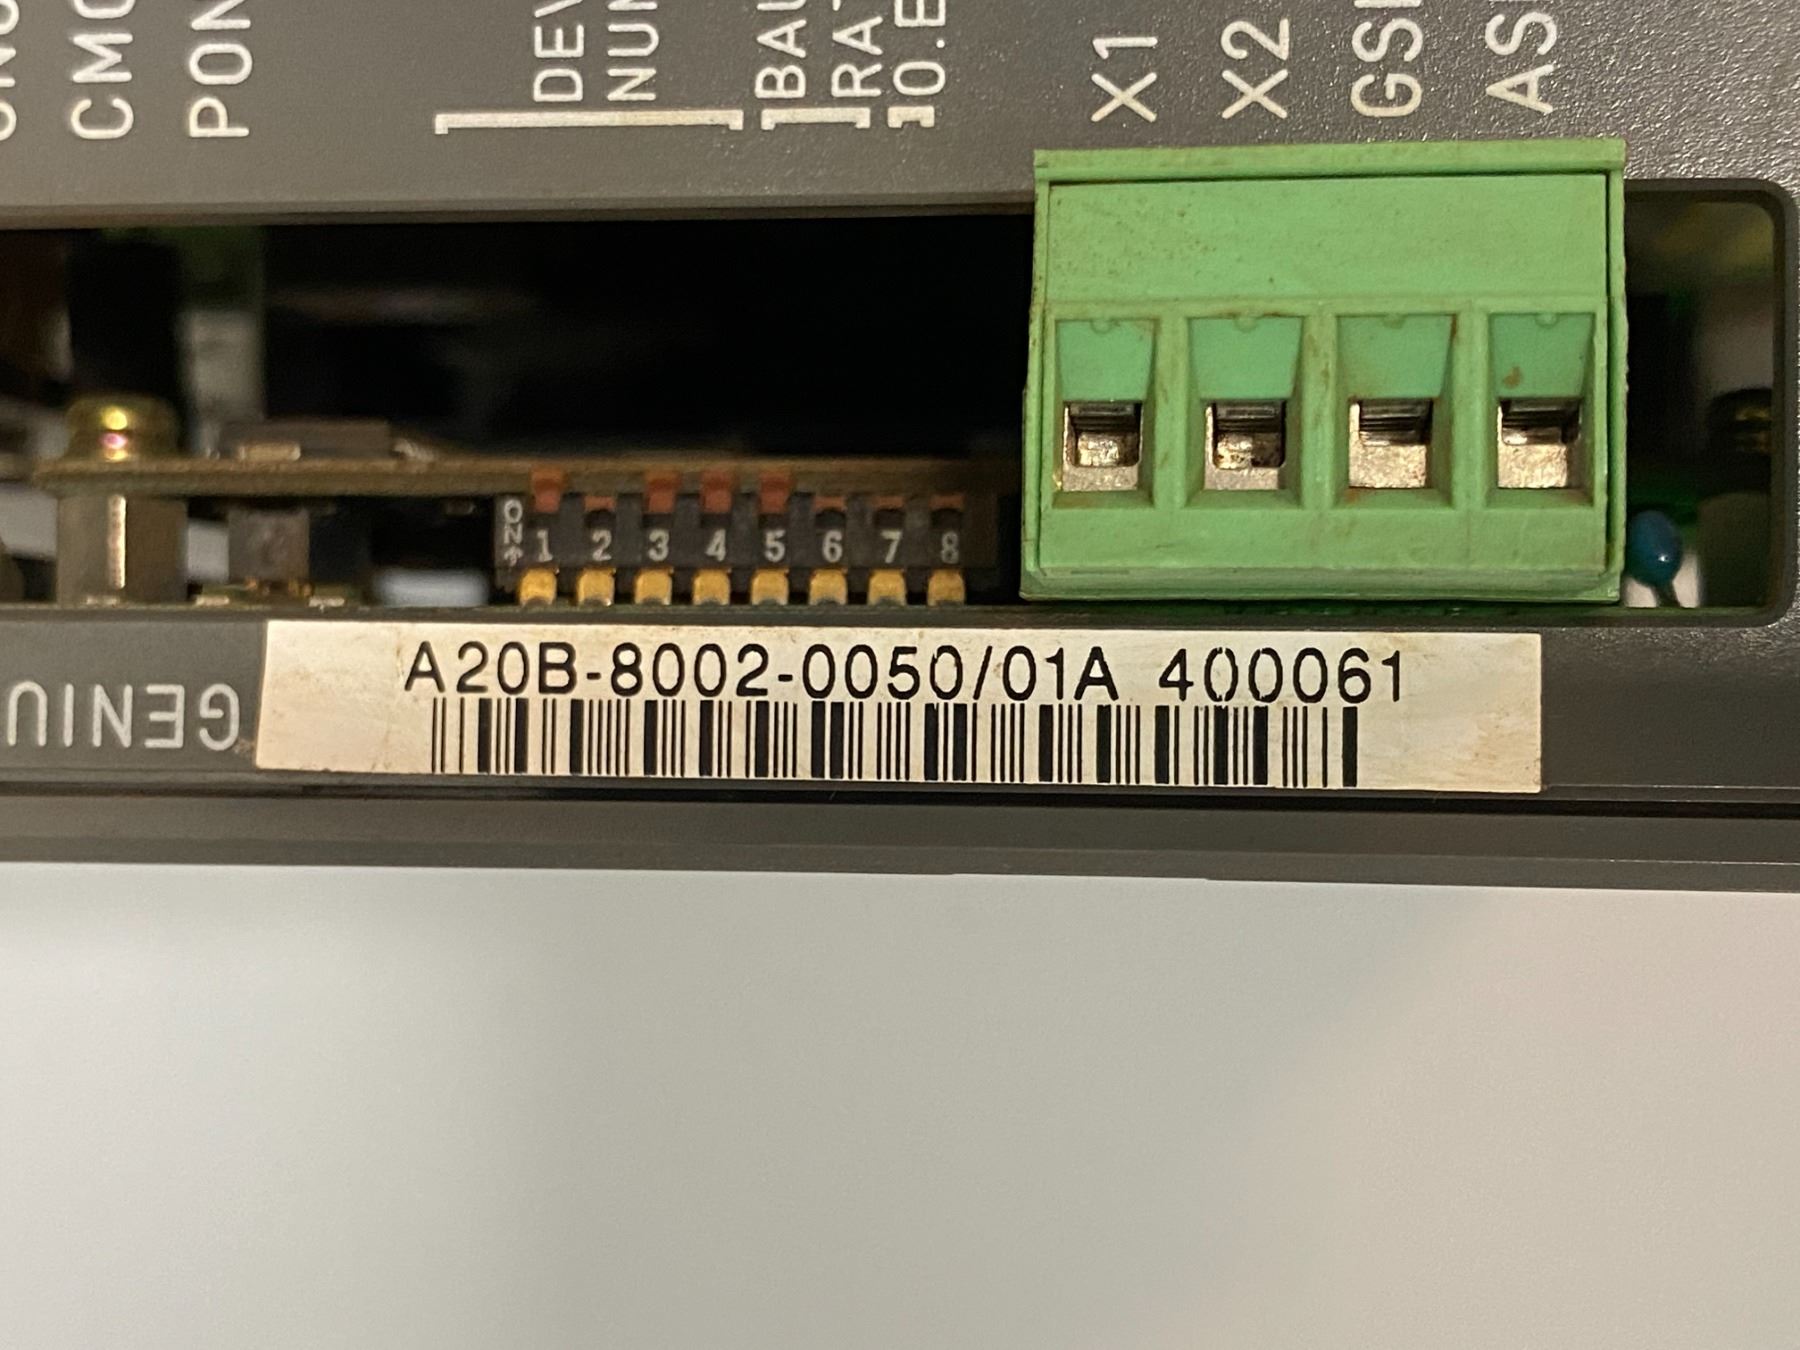 CMO
PON
DEV
NUM
BAU
RAT
O.E
X1
X2
GS
AS
ON
1 2 3 4 5 6 7 8
A20B-8002-0050/01A 400061
GENIU